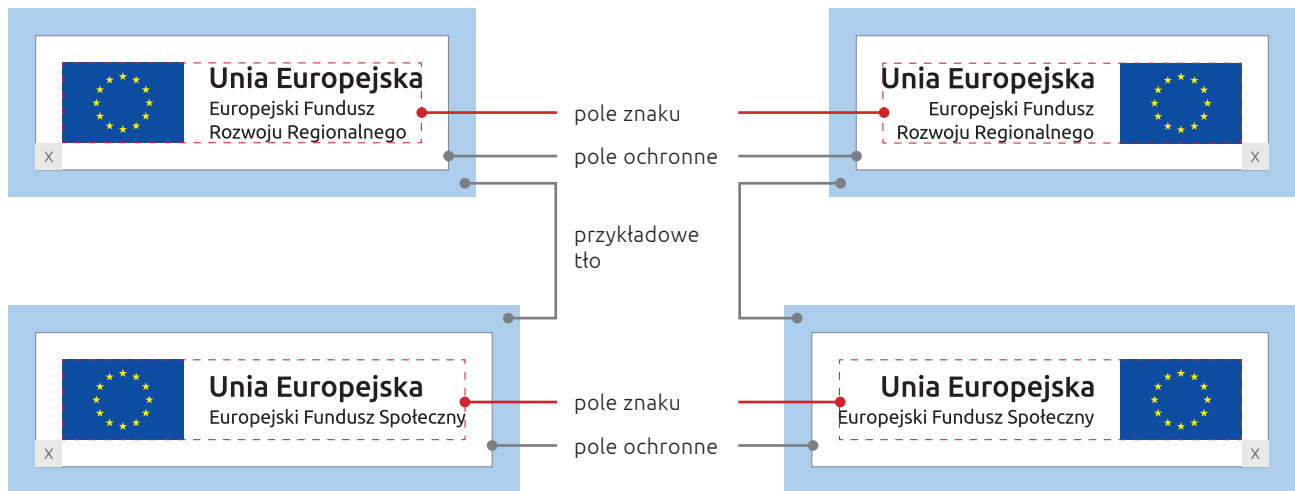 Unia Europejska
Europejski Fundusz
Rozwoju Regionalnego
X
pole znaku
pole ochronne
przykładowe
tło
Unia Europejska
Europejski Fundusz
Rozwoju Regionalnego
X
Unia Europejska
Europejski Fundusz Społeczny
X
pole znaku
pole ochronne
Unia Europejska
Europejski Fundusz Społeczny
X